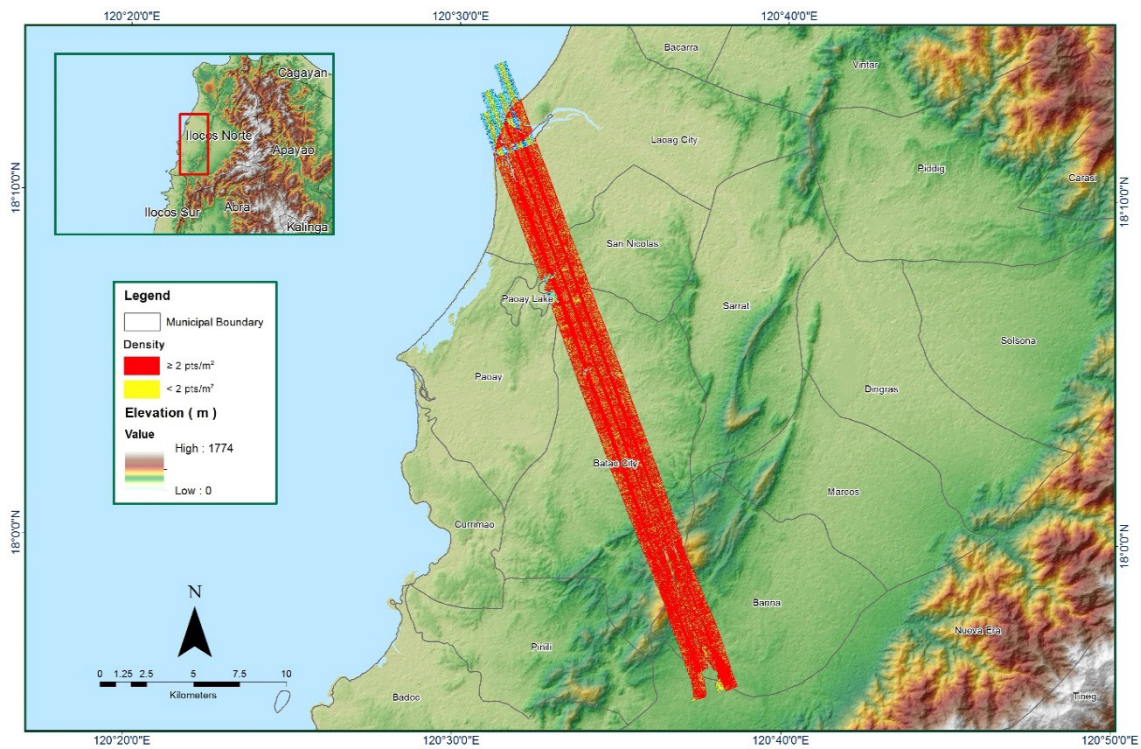 120°20'0"E 120°30'0"E 120°40'0"E
Cagayan
Ilocos Norte
Apayao
Ilocos Sur
Abra
Kalinga
Bacarra
Vintar
Laoag City
Piddig
Carasi
18°10'0"N 18°10'0"N
San Nicolas
Paoay Lake
Sarrat
Solsona
Paoay
Dingras
Batac City
Marcos
Currimao
18°0'0"N 18°0'0"N
Banna
Nueva Era
Pinili
Badoc
Tineg
Legend
Municipal Boundary
Density
≥ 2 pts/m²
< 2 pts/m²
Elevation ( m )
Value
High : 1774
Low : 0
N
0 1.25 2.5 5 7.5 10
Kilometers
120°20'0"E 120°30'0"E 120°40'0"E 120°50'0"E